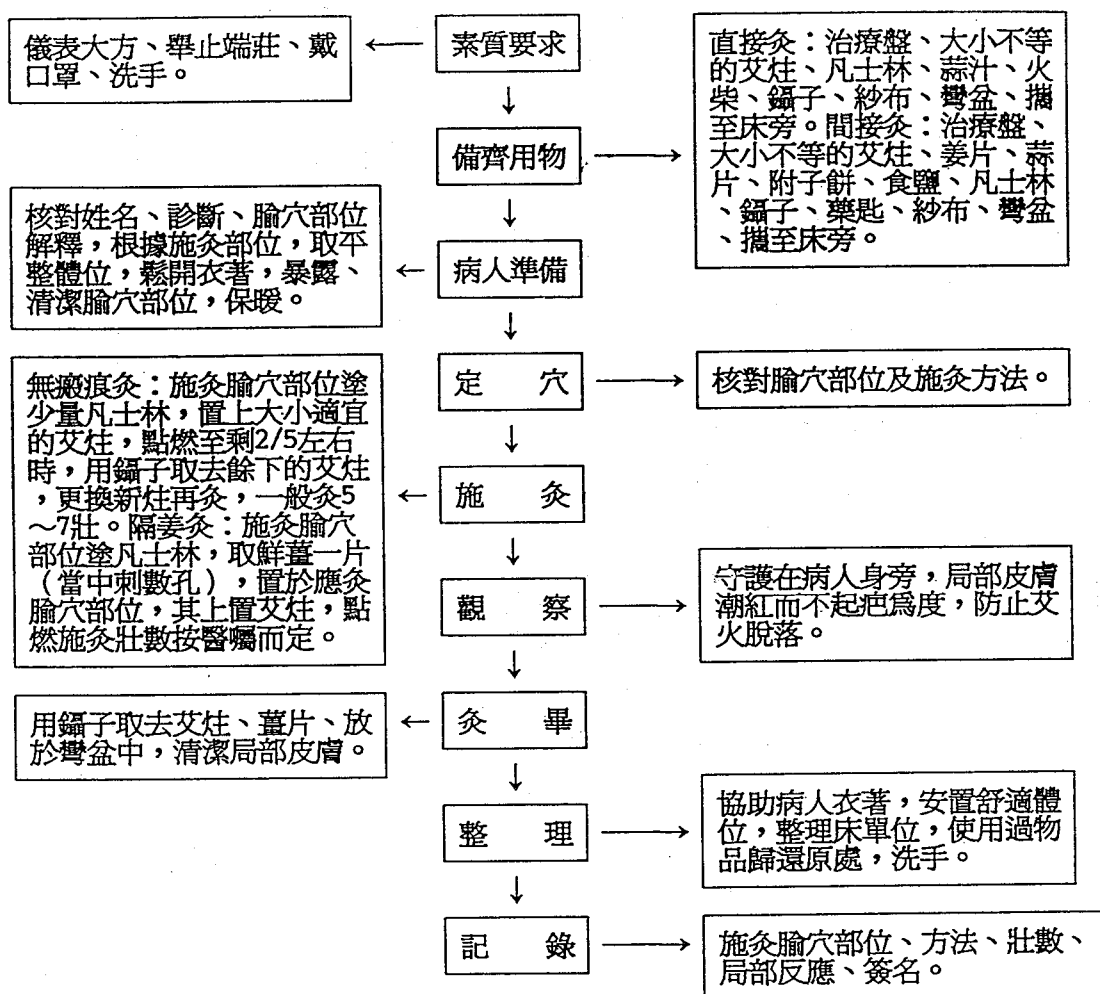 儀表大方、舉止端莊、戴
口罩、洗手。
素質要求
直接灸：治療盤、大小不等
的艾炷、凡士林、蒜汁、火
柴、鑷子、紗布、彎盆、攜
至床旁。間接灸：治療盤、
大小不等的艾炷、姜片、蒜
片、附子餅、食鹽、凡士林
、鑷子、藥匙、紗布、彎盆
、攜至床旁。
備齊用物
核對姓名、診斷、腧穴部位
解釋，根據施灸部位，取平
整體位，鬆開衣著，暴露、
清潔腧穴部位，保暖。
病人準備
定 穴
核對腧穴部位及施灸方法。
無瘢痕灸：施灸腧穴部位塗
少量凡士林，置上大小適宜
的艾炷，點燃至剩2/5左右
時，用鑷子取去餘下的艾炷
，更換新炷再灸，一般灸5
～7壯。隔姜灸：施灸腧穴
部位塗凡士林，取鮮薑一片
（當中刺數孔），置於應灸
腧穴部位，其上置艾炷，點
燃施灸壯數按醫囑而定。
施 灸
觀 察
守護在病人身旁，局部皮膚
潮紅而不起疤爲度，防止艾
火脫落。
用鑷子取去艾炷、薑片、放
於彎盆中，清潔局部皮膚。
灸 畢
整 理
協助病人衣著，安置舒適體
位，整理床單位，使用過物
品歸還原處，洗手。
記 錄
施灸腧穴部位、方法、壯數、
局部反應、簽名。